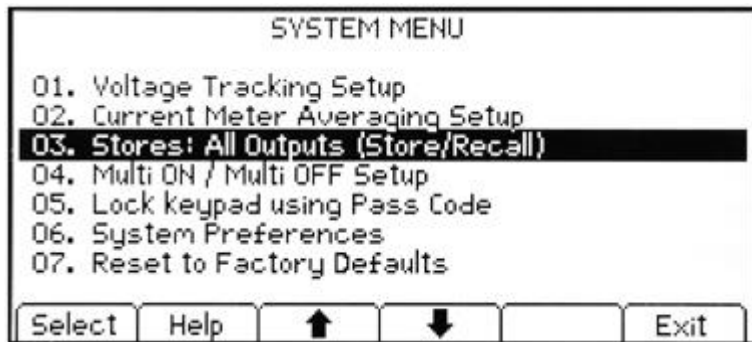 SYSTEM MENU
01. Voltage Tracking Setup
02. Current Meter Averaging Setup
03. Stores: All Outputs (Store/Recall)
04. Multi ON / Multi OFF Setup
05. Lock keypad using Pass Code
06. System Preferences
07. Reset to Factory Defaults
Select Help ↑ ↓ Exit